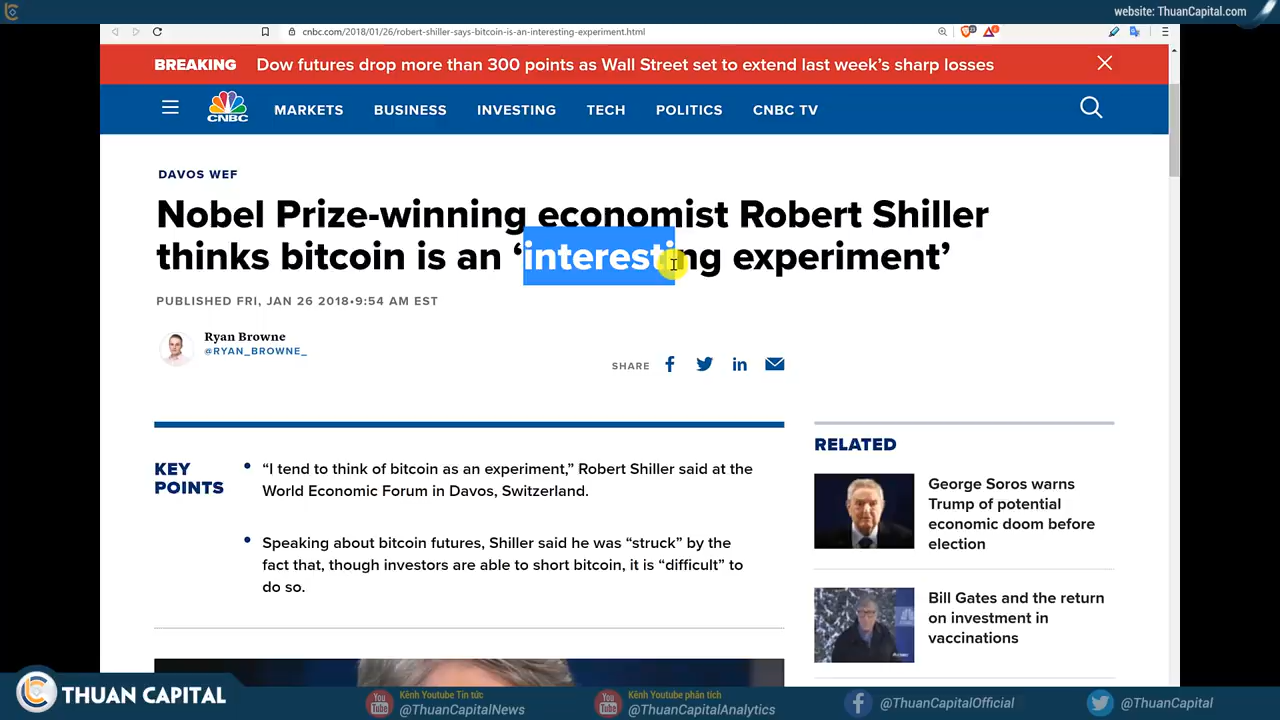 website: ThuanCapital.com
cnbc.com/2018/01/26/robert-shiller-says-bitcoin-is-an-interesting-experiment.html
BREAKING Dow futures drop more than 300 points as Wall Street set to extend last week’s sharp losses
CNBC
MARKETS BUSINESS INVESTING TECH POLITICS CNBC TV
DAVOS WEF
Nobel Prize-winning economist Robert Shiller
thinks bitcoin is an ‘interesting experiment’
PUBLISHED FRI, JAN 26 2018•9:54 AM EST
Ryan Browne
@RYAN_BROWNE_
SHARE
KEY
POINTS
“I tend to think of bitcoin as an experiment,” Robert Shiller said at the
World Economic Forum in Davos, Switzerland.
Speaking about bitcoin futures, Shiller said he was “struck” by the
fact that, though investors are able to short bitcoin, it is “difficult” to
do so.
RELATED
George Soros warns
Trump of potential
economic doom before
election
Bill Gates and the return
on investment in
vaccinations
THUAN CAPITAL
Kênh Youtube Tin tức
@ThuanCapitalNews
Kênh Youtube phân tích
@ThuanCapitalAnalytics
@ThuanCapitalOfficial
@ThuanCapital